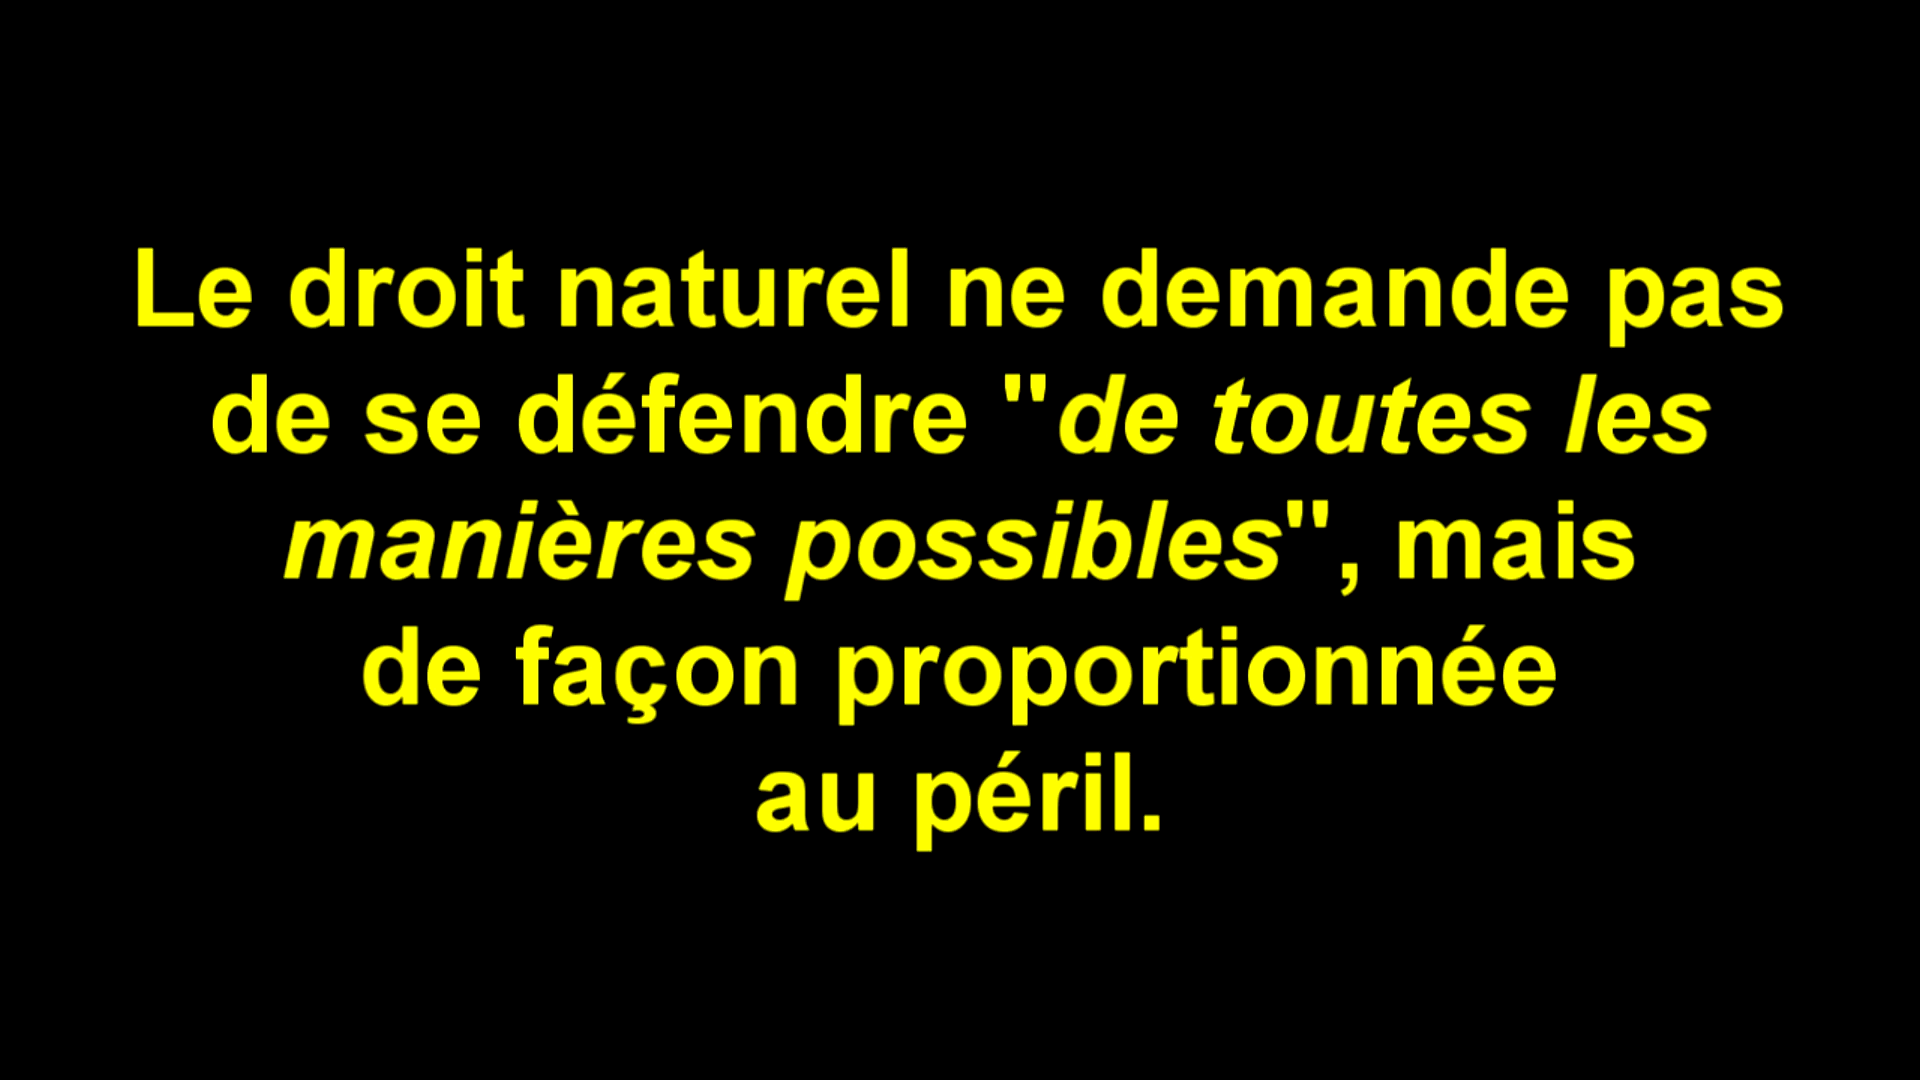 Le droit naturel ne demande pas
de se défendre "de toutes les
manières possibles", mais
de façon proportionnée
au péril.